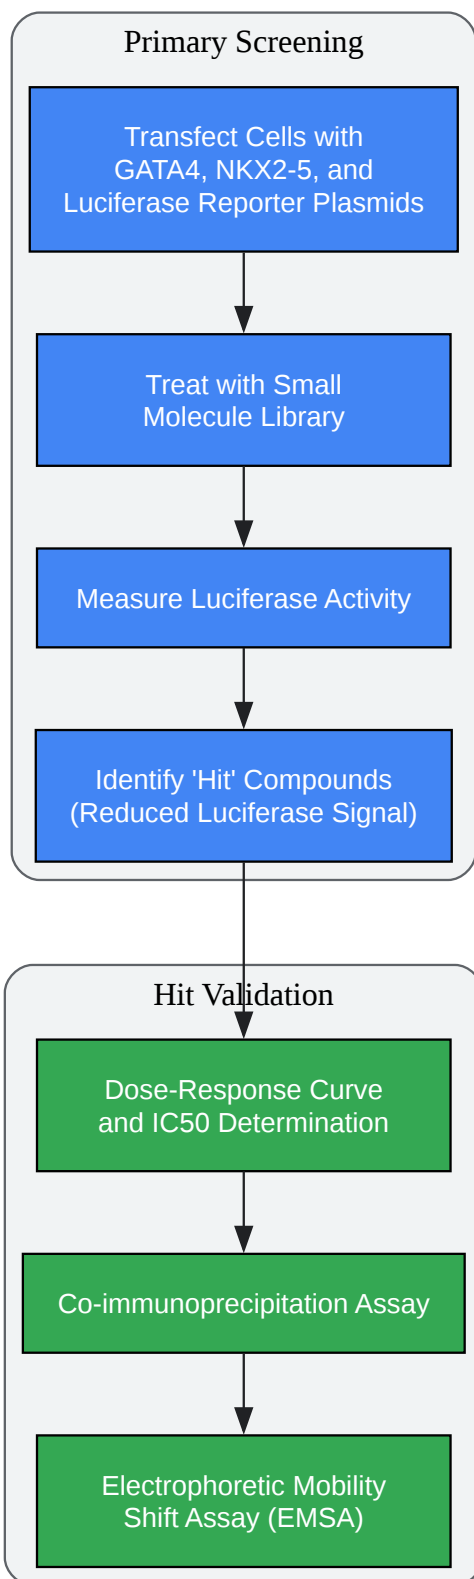 Primary Screening
Transfect Cells with
GATA4, NKX2-5, and
Luciferase Reporter Plasmids
Treat with Small
Molecule Library
Measure Luciferase Activity
Identify 'Hit' Compounds
(Reduced Luciferase Signal)
Hit Validation
Dose-Response Curve
and IC50 Determination
Co-immunoprecipitation Assay
Electrophoretic Mobility
Shift Assay (EMSA)